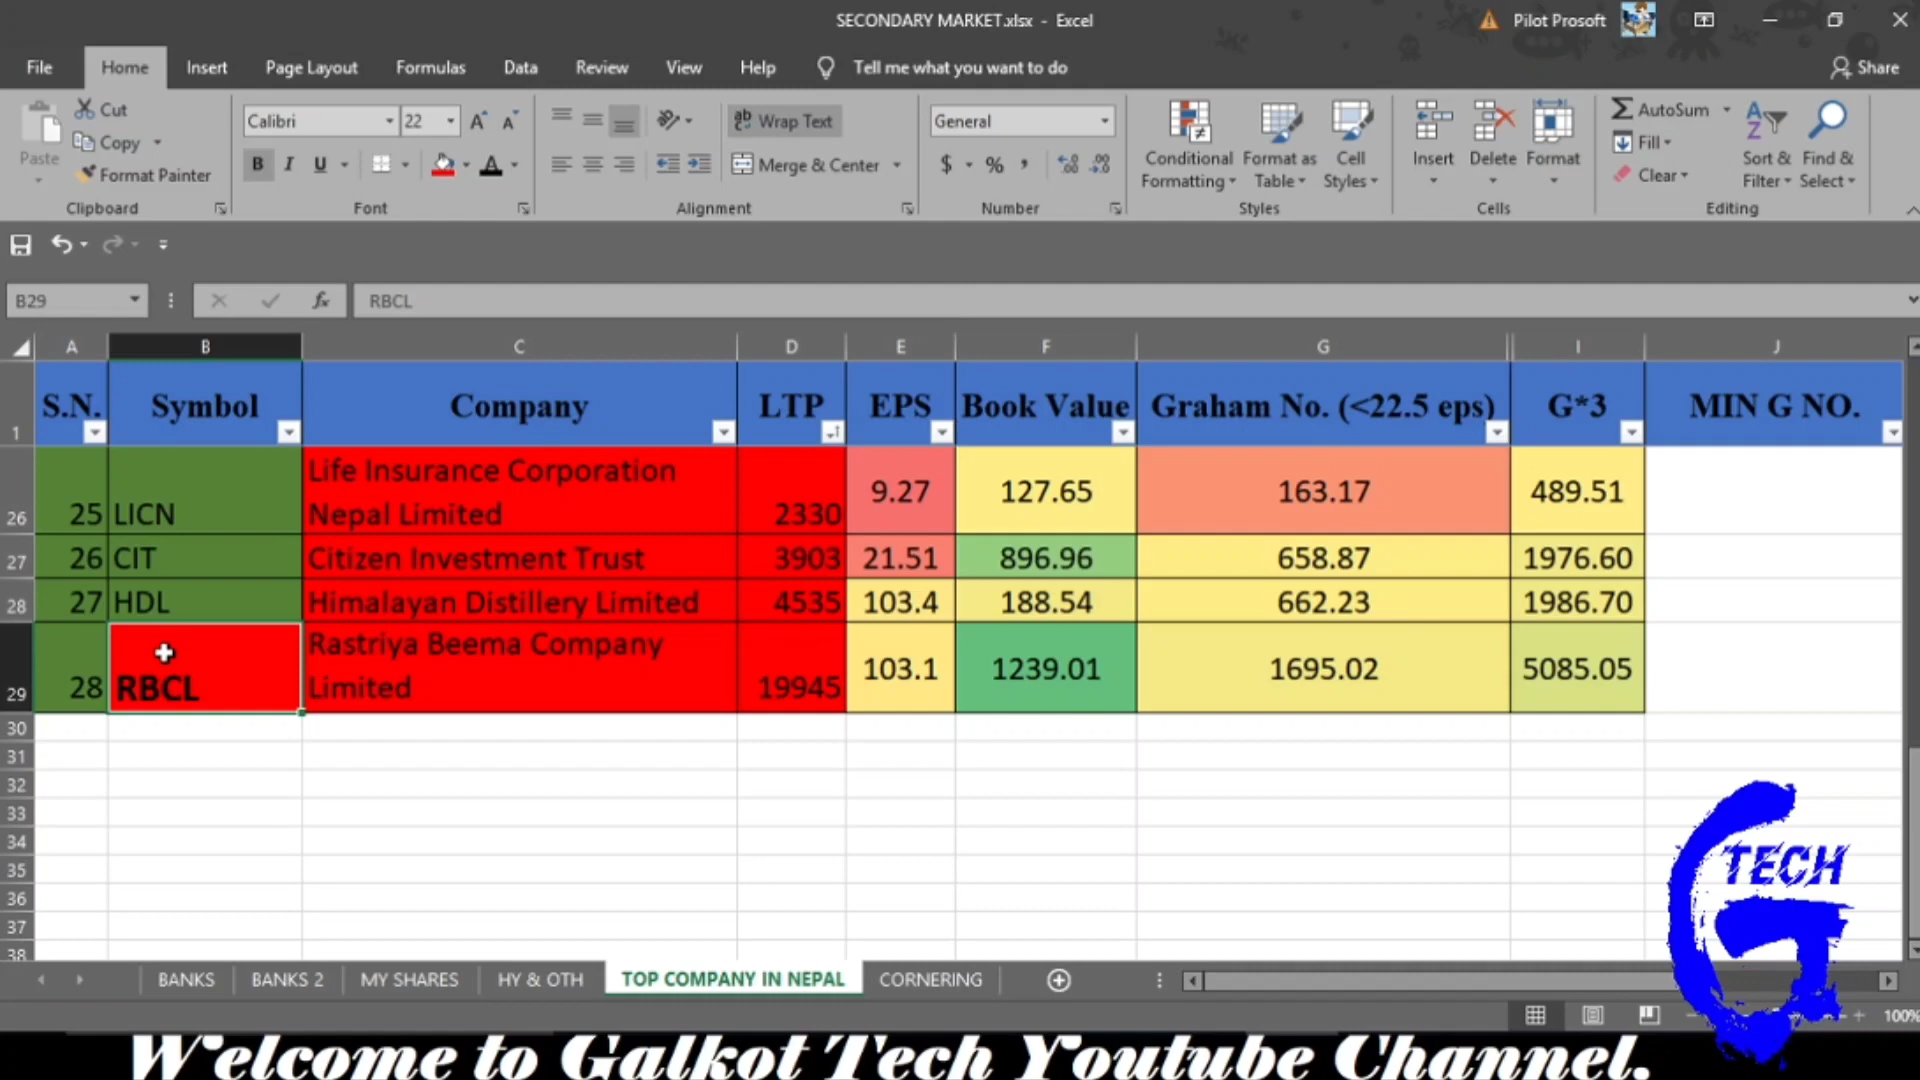 SECONDARY MARKET.xlsx - Excel
Pilot Prosoft
File Home Insert Page Layout Formulas Data Review View Help Tell me what you want to do Share
Paste
Cut
Copy
Format Painter
Clipboard
Calibri 22 A A
B I U A
Font
ab Wrap Text
Merge & Center
Alignment
General
$ % ,
Number
Conditional Formatting
Format as Table
Cell Styles
Styles
Insert Delete Format
Cells
AutoSum
Fill
Clear
Sort & Filter
Find & Select
Editing
B29 fx RBCL
A B C D E F G I J
1 S.N. Symbol Company LTP EPS Book Value Graham No. (<22.5 eps) G*3 MIN G NO.
26 25 LICN Life Insurance Corporation Nepal Limited 2330 9.27 127.65 163.17 489.51
27 26 CIT Citizen Investment Trust 3903 21.51 896.96 658.87 1976.60
28 27 HDL Himalayan Distillery Limited 4535 103.4 188.54 662.23 1986.70
29 28 RBCL Rastriya Beema Company Limited 19945 103.1 1239.01 1695.02 5085.05
30
31
32
33
34
35
36
37
38
BANKS BANKS 2 MY SHARES HY & OTH TOP COMPANY IN NEPAL CORNERING
100%
G TECH
Welcome to Galkot Tech Youtube Channel.